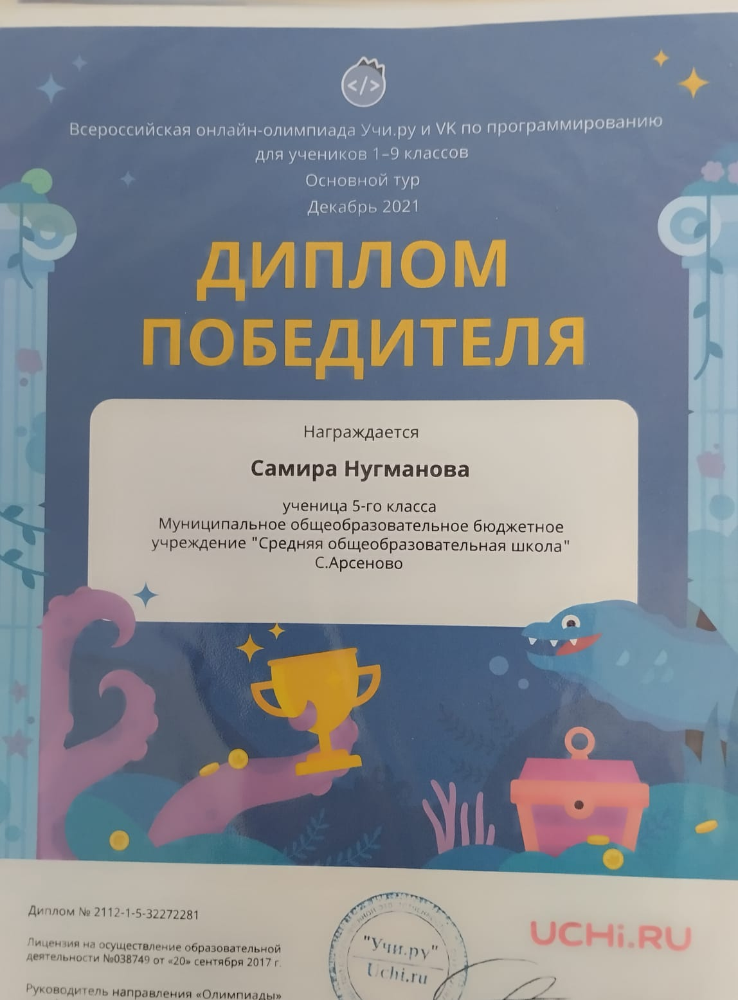 </>
Всероссийская онлайн-олимпиада Учи.ру и VK по программированию
для учеников 1–9 классов
Основной тур
Декабрь 2021
ДИПЛОМ
ПОБЕДИТЕЛЯ
Награждается
Самира Нугманова
ученица 5-го класса
Муниципальное общеобразовательное бюджетное
учреждение "Средняя общеобразовательная школа"
С.Арсеново
Диплом № 2112-1-5-32272281
Лицензия на осуществление образовательной
деятельности №038749 от «20» сентября 2017 г.
Руководитель направления «Олимпиады»
"Учи.ру"
Uchi.ru
UCHi.RU